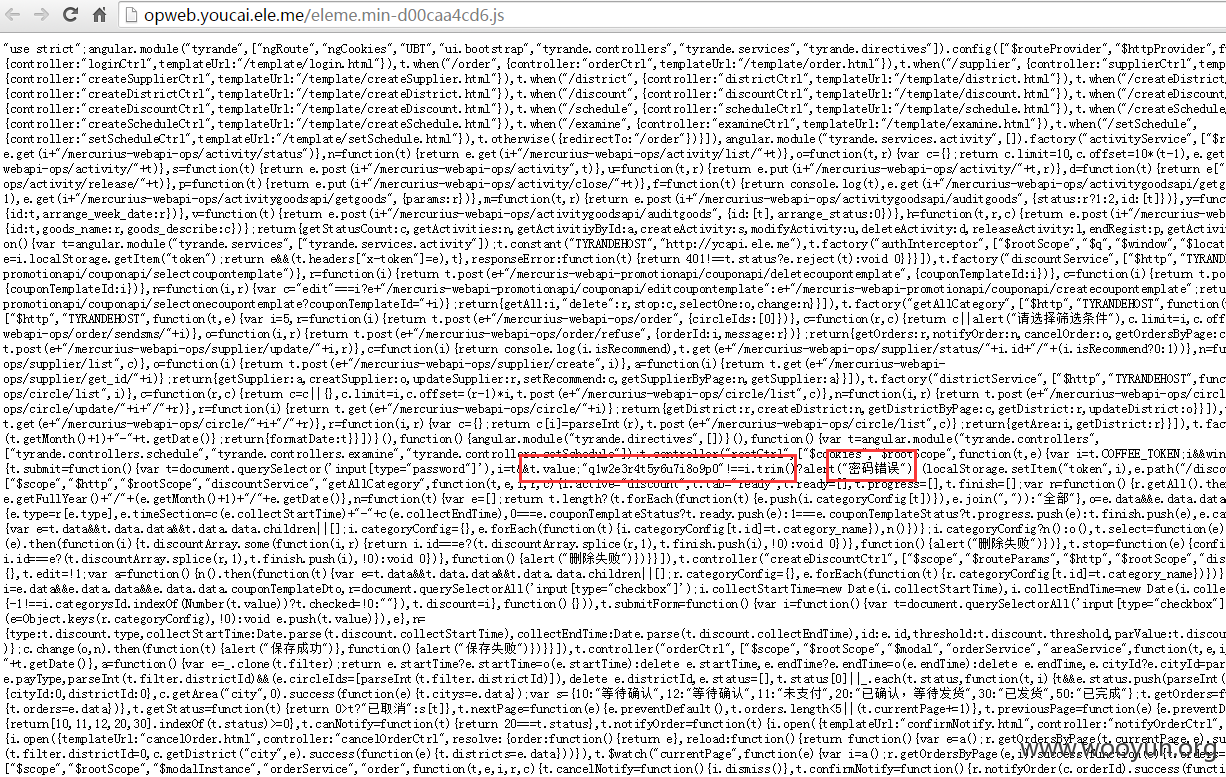 opweb.youcai.ele.me/eleme.min-d00caa4cd6.js
"use strict";angular.module("tyrande",["ngRoute","ngCookies","UBT","ui.bootstrap","tyrande.controllers","tyrande.services","tyrande.directives"]).config(["$routeProvider","$httpProvider",f
{controller:"loginCtrl",templateUrl:"/template/login.html"}),t.when("/order",{controller:"orderCtrl",templateUrl:"/template/order.html"}),t.when("/supplier",{controller:"supplierCtrl",temp
{controller:"createSupplierCtrl",templateUrl:"/template/createSupplier.html"}),t.when("/district",{controller:"districtCtrl",templateUrl:"/template/district.html"}),t.when("/createDistrict
{controller:"createDistrictCtrl",templateUrl:"/template/createDistrict.html"}),t.when("/discount",{controller:"discountCtrl",templateUrl:"/template/discount.html"}),t.when("/createDiscount
{controller:"createDiscountCtrl",templateUrl:"/template/createDiscount.html"}),t.when("/schedule",{controller:"scheduleCtrl",templateUrl:"/template/schedule.html"}),t.when("/createSchedule
{controller:"createScheduleCtrl",templateUrl:"/template/createSchedule.html"}),t.when("/examine",{controller:"examineCtrl",templateUrl:"/template/examine.html"}),t.when("/setSchedule",
{controller:"setScheduleCtrl",templateUrl:"/template/setSchedule.html"}),t.otherwise({redirectTo:"/order"})}]),angular.module("tyrande.services.activity",[]).factory("activityService",["$r
e.get(i+"/mercurius-webapi-ops/activity/status")},n=function(t){return e.get(i+"/mercurius-webapi-ops/activity/list/"+t)},o=function(t,r){var c={};return c.limit=10,c.offset=10*(t-1),e.get
webapi-ops/activity/"+t)},s=function(t){return e.post(i+"/mercurius-webapi-ops/activity",t)},u=function(t,r){return e.put(i+"/mercurius-webapi-ops/activity/"+t,r)},d=function(t){return e["
ops/activity/release/"+t)},p=function(t){return e.put(i+"/mercurius-webapi-ops/activity/close/"+t)},f=function(t){return console.log(t),e.get(i+"/mercurius-webapi-ops/activitygoodsapi/getg
1),e.get(i+"/mercurius-webapi-ops/activitygoodsapi/getgoods",{params:r})},m=function(t,r){return e.post(i+"/mercurius-webapi-ops/activitygoodsapi/auditgoods",{status:r?1:2,id:[t]})},y=func
{id:t,arrange_week_date:r})},v=function(t){return e.post(i+"/mercurius-webapi-ops/activitygoodsapi/auditgoods",{id:[t],arrange_status:0})},h=function(t,r,c){return e.post(i+"/mercurius-web
{id:t,goods_name:r,goods_describe:c})};return{getStatusCount:c,getActivities:n,getActivitiyById:a,createActivity:s,modifyActivity:u,deleteActivity:d,releaseActivity:l,endRegist:p,getActivi
on(){var t=angular.module("tyrande.services",["tyrande.services.activity"]);t.constant("TYRANDEHOST","http://ycapi.ele.me"),t.factory("authInterceptor",["$rootScope","$q","$window","$locat
e=i.localStorage.getItem("token");return e&&(t.headers["x-token"]=e),t},responseError:function(t){return 401!==t.status?e.reject(t):void 0}}}]),t.factory("discountService",["$http","TYRAND
promotionapi/couponapi/selectcoupontemplate")},r=function(i){return t.post(e+"/mercuris-webapi-promotionapi/couponapi/deletecoupontemplate",{couponTemplateId:i})},c=function(i){return t.po
{couponTemplateId:i})},n=function(i,r){var c="edit"===i?e+"/mercuris-webapi-promotionapi/couponapi/editcoupontemplate":e+"/mercuris-webapi-promotionapi/couponapi/createcoupontemplate";retu
promotionapi/couponapi/selectonecoupontemplate?couponTemplateId="+i)};return{getAll:i,"delete":r,stop:c,selectOne:o,change:n}}]),t.factory("getAllCategory",["$http","TYRANDEHOST",function(
["$http","TYRANDEHOST",function(t,e){var i=5,r=function(i){return t.post(e+"/mercurius-webapi-ops/order",{circleIds:[0]})},c=function(r,c){return c||alert("请选择筛选条件"),c.limit=i,c.off
webapi-ops/order/sendsms/"+i)},o=function(i,r){return t.post(e+"/mercurius-webapi-ops/order/refuse",{orderId:i,message:r})};return{getOrders:r,notifyOrder:n,cancelOrder:o,getOrdersByPage:c
t.post(e+"/mercurius-webapi-ops/supplier/update/"+i,r)},c=function(i){return console.log(i.isRecommend),t.get(e+"/mercurius-webapi-ops/supplier/status/"+i.id+"/"+(i.isRecommend?0:1))},n=fu
ops/supplier/list",c)},o=function(i){return t.post(e+"/mercurius-webapi-ops/supplier/create",i)},a=function(i){return t.get(e+"/mercurius-webapi-
ops/supplier/get_id/"+i)};return{getSupplier:a,creatSupplier:o,updateSupplier:r,setRecommend:c,getSupplierByPage:n,getSupplier:a}}]),t.factory("districtService",["$http","TYRANDEHOST",func
ops/circle/list",i)},c=function(r,c){return c=c||{},c.limit=i,c.offset=(r-1)*i,t.post(e+"/mercurius-webapi-ops/circle/list",c)},n=function(i,r){return t.post(e+"/mercurius-webapi-
ops/circle/update/"+i+"/"+r)},r=function(i){return t.get(e+"/mercurius-webapi-ops/circle/"+i)};return{getDistrict:r,createDistrict:n,getDistrictByPage:c,getDistrict:r,updateDistrict:o}}]),
t.get(e+"/mercurius-webapi-ops/circle/"+i+"/"+r)},r=function(i,r){var c={};return c[i]=parseInt(r),t.post(e+"/mercurius-webapi-ops/circle/list",c)};return{getArea:i,getDistrict:r}}]),
(t.getMonth()+1)+"-"+t.getDate()};return{formatDate:t}}])}(),function(){angular.module("tyrande.directives",[])}(),function(){var t=angular.module("tyrande.controllers",
["tyrande.controllers.schedule","tyrande.controllers.examine","tyrande.controllers.setSchedule"]);t.controller("rootCtrl",["$cookies","$rootScope",function(t,e){var i=t.COFFEE_TOKEN;i&&win
{t.submit=function(){var t=document.querySelector('input[type="password"]'),i=t&&t.value;"q1w2e3r4t5y6u7i8o9p0"!==i.trim()?alert("密码错误"):(localStorage.setItem("token",i),e.path("/disco
["$scope","$http","$rootScope","discountService","getAllCategory",function(t,e,i,r,c){i.active="discount",t.tab="ready",t.ready=[],t.progress=[],t.finish=[];var n=function(){r.getAll().then
e.getFullYear()+"/"+(e.getMonth()+1)+"/"+e.getDate()},n=function(t){var e=[];return t.length?(t.forEach(function(t){e.push(i.categoryConfig[t])}),e.join(",")):"全部"},o=e.data&&e.data.data
{e.type=r[e.type],e.timeSection=c(e.collectStartTime)+"-"+c(e.collectEndTime),0===e.couponTemplateStatus?t.ready.push(e):1===e.couponTemplateStatus?t.progress.push(e):t.finish.push(e),e.ca
{var e=t.data&&t.data.data&&t.data.data.children||[];i.categoryConfig={},e.forEach(function(t){i.categoryConfig[t.id]=t.category_name}),n()})};i.categoryConfig?n():o(),t.select=function(e)
(e).then(function(i){t.discountArray.some(function(i,r){return i.id===e?(t.discountArray.splice(r,1),t.finish.push(i),!0):void 0})},function(){alert("删除失败")})},t.stop=function(e){conf
i.id===e?(t.discountArray.splice(r,1),t.finish.push(i),!0):void 0})},function(){alert("删除失败")})}}]),t.controller("createDiscountCtrl",["$scope","$routeParams","$http","$rootScope","dis
{},t.edit=!1;var a=function(){n().then(function(t){var e=t.data&&t.data.data&&t.data.data.children||[];r.categoryConfig={},e.forEach(function(t){r.categoryConfig[t.id]=t.category_name})})}
i=e.data&&e.data.data&&e.data.data.couponTemplateDto,r=document.querySelectorAll('input[type="checkbox"]');i.collectStartTime=new Date(i.collectStartTime),i.collectEndTime=new Date(i.colle
{-1!==i.categorysId.indexOf(Number(t.value))?t.checked=!0:""}),t.discount=i},function(){})),t.submitForm=function(){var i=function(){var t=document.querySelectorAll('input[type="checkbox"]
(e=Object.keys(r.categoryConfig),!0):void e.push(t.value)}),e},n=
{type:t.discount.type,collectStartTime:Date.parse(t.discount.collectStartTime),collectEndTime:Date.parse(t.discount.collectEndTime),id:e.id,threshold:t.discount.threshold,parValue:t.discou
)};c.change(o,n).then(function(t){alert("保存成功")},function(){alert("保存失败")})}}]),t.controller("orderCtrl",["$scope","$rootScope","$modal","orderService","areaService",function(t,e,i,
"+t.getDate()},a=function(){var e=_.clone(t.filter);return e.startTime?e.startTime=o(e.startTime):delete e.startTime,e.endTime?e.endTime=o(e.endTime):delete e.endTime,e.cityId?e.cityId=par
e.payType,parseInt(t.filter.districtId)&&(e.circleIds=[parseInt(t.filter.districtId)]),delete e.districtId,e.status=[],t.status[0]||_.each(t.status,function(t,i){t&&e.status.push(parseInt(
{cityId:0,districtId:0},c.getArea("city",0).success(function(e){t.citys=e.data});var s={10:"等待确认",12:"等待确认",11:"未支付",20:"已确认，等待发货",30:"已发货",50:"已完成"};t.getOrders=f
{t.orders=e.data})},t.getStatus=function(t){return 0>t?"已取消":s[t]},t.nextPage=function(e){e.preventDefault(),t.orders.length<5||(t.currentPage+=1)},t.previousPage=function(e){e.preventD
{return[10,11,12,20,30].indexOf(t.status)>=0},t.canNotify=function(t){return 20===t.status},t.notifyOrder=function(t){i.open({templateUrl:"confirmNotify.html",controller:"notifyOrderCtrl",
{i.open({templateUrl:"cancelOrder.html",controller:"cancelOrderCtrl",resolve:{order:function(){return e},reload:function(){return function(){var e=a();r.getOrdersByPage(t.currentPage,e).su
(t.filter.districtId=0,c.getDistrict("city",e).success(function(e){t.districts=e.data}))}),t.$watch("currentPage",function(e){var i=a();r.getOrdersByPage(e,i).success(function
["$scope","$rootScope","$modalInstance","orderService","order",function(t,e,i,r,c){t.cancelNotify=function(){i.dismiss()},t.confirmNotify=function(){r.notifyOrder(c.orderId).success(func
www.wooyun.org